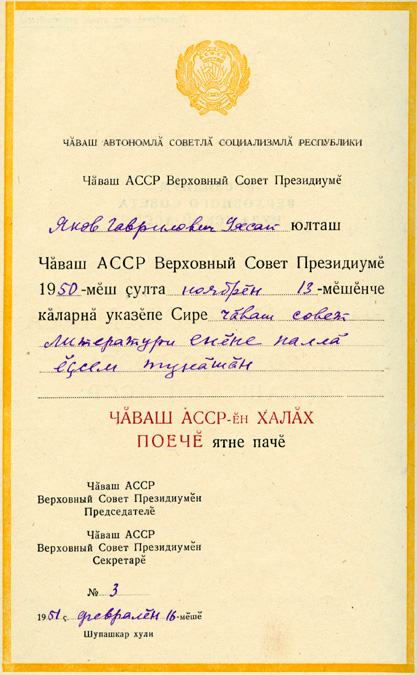 ЧӐВАШ АВТОНОМЛӐ СОВЕТЛӐ СОЦИАЛИЗМЛӐ РЕСПУБЛИКИ
Чӑваш АССР Верховный Совет Президиумӗ
Яков Гаврилович Ухсай юлташ
Чӑваш АССР Верховный Совет Президиумӗ
1950-мӗш ҫулта ноябрӗн 13-мӗшӗнче
кӑларнӑ указӗпе Сире чӑваш совет
литератури енӗпе паллӑ
ӗҫсем тунӑшӑн
ЧӐВАШ АССР-ӗн ХАЛӐХ
ПОЕЧӖ ятне пачӗ
Чӑваш АССР
Верховный Совет Президиумӗн
Председателӗ
Чӑваш АССР
Верховный Совет Президиумӗн
Секретарӗ
№ 3
1951 ҫ. февралӗн 16-мӗшӗ
Шупашкар хули